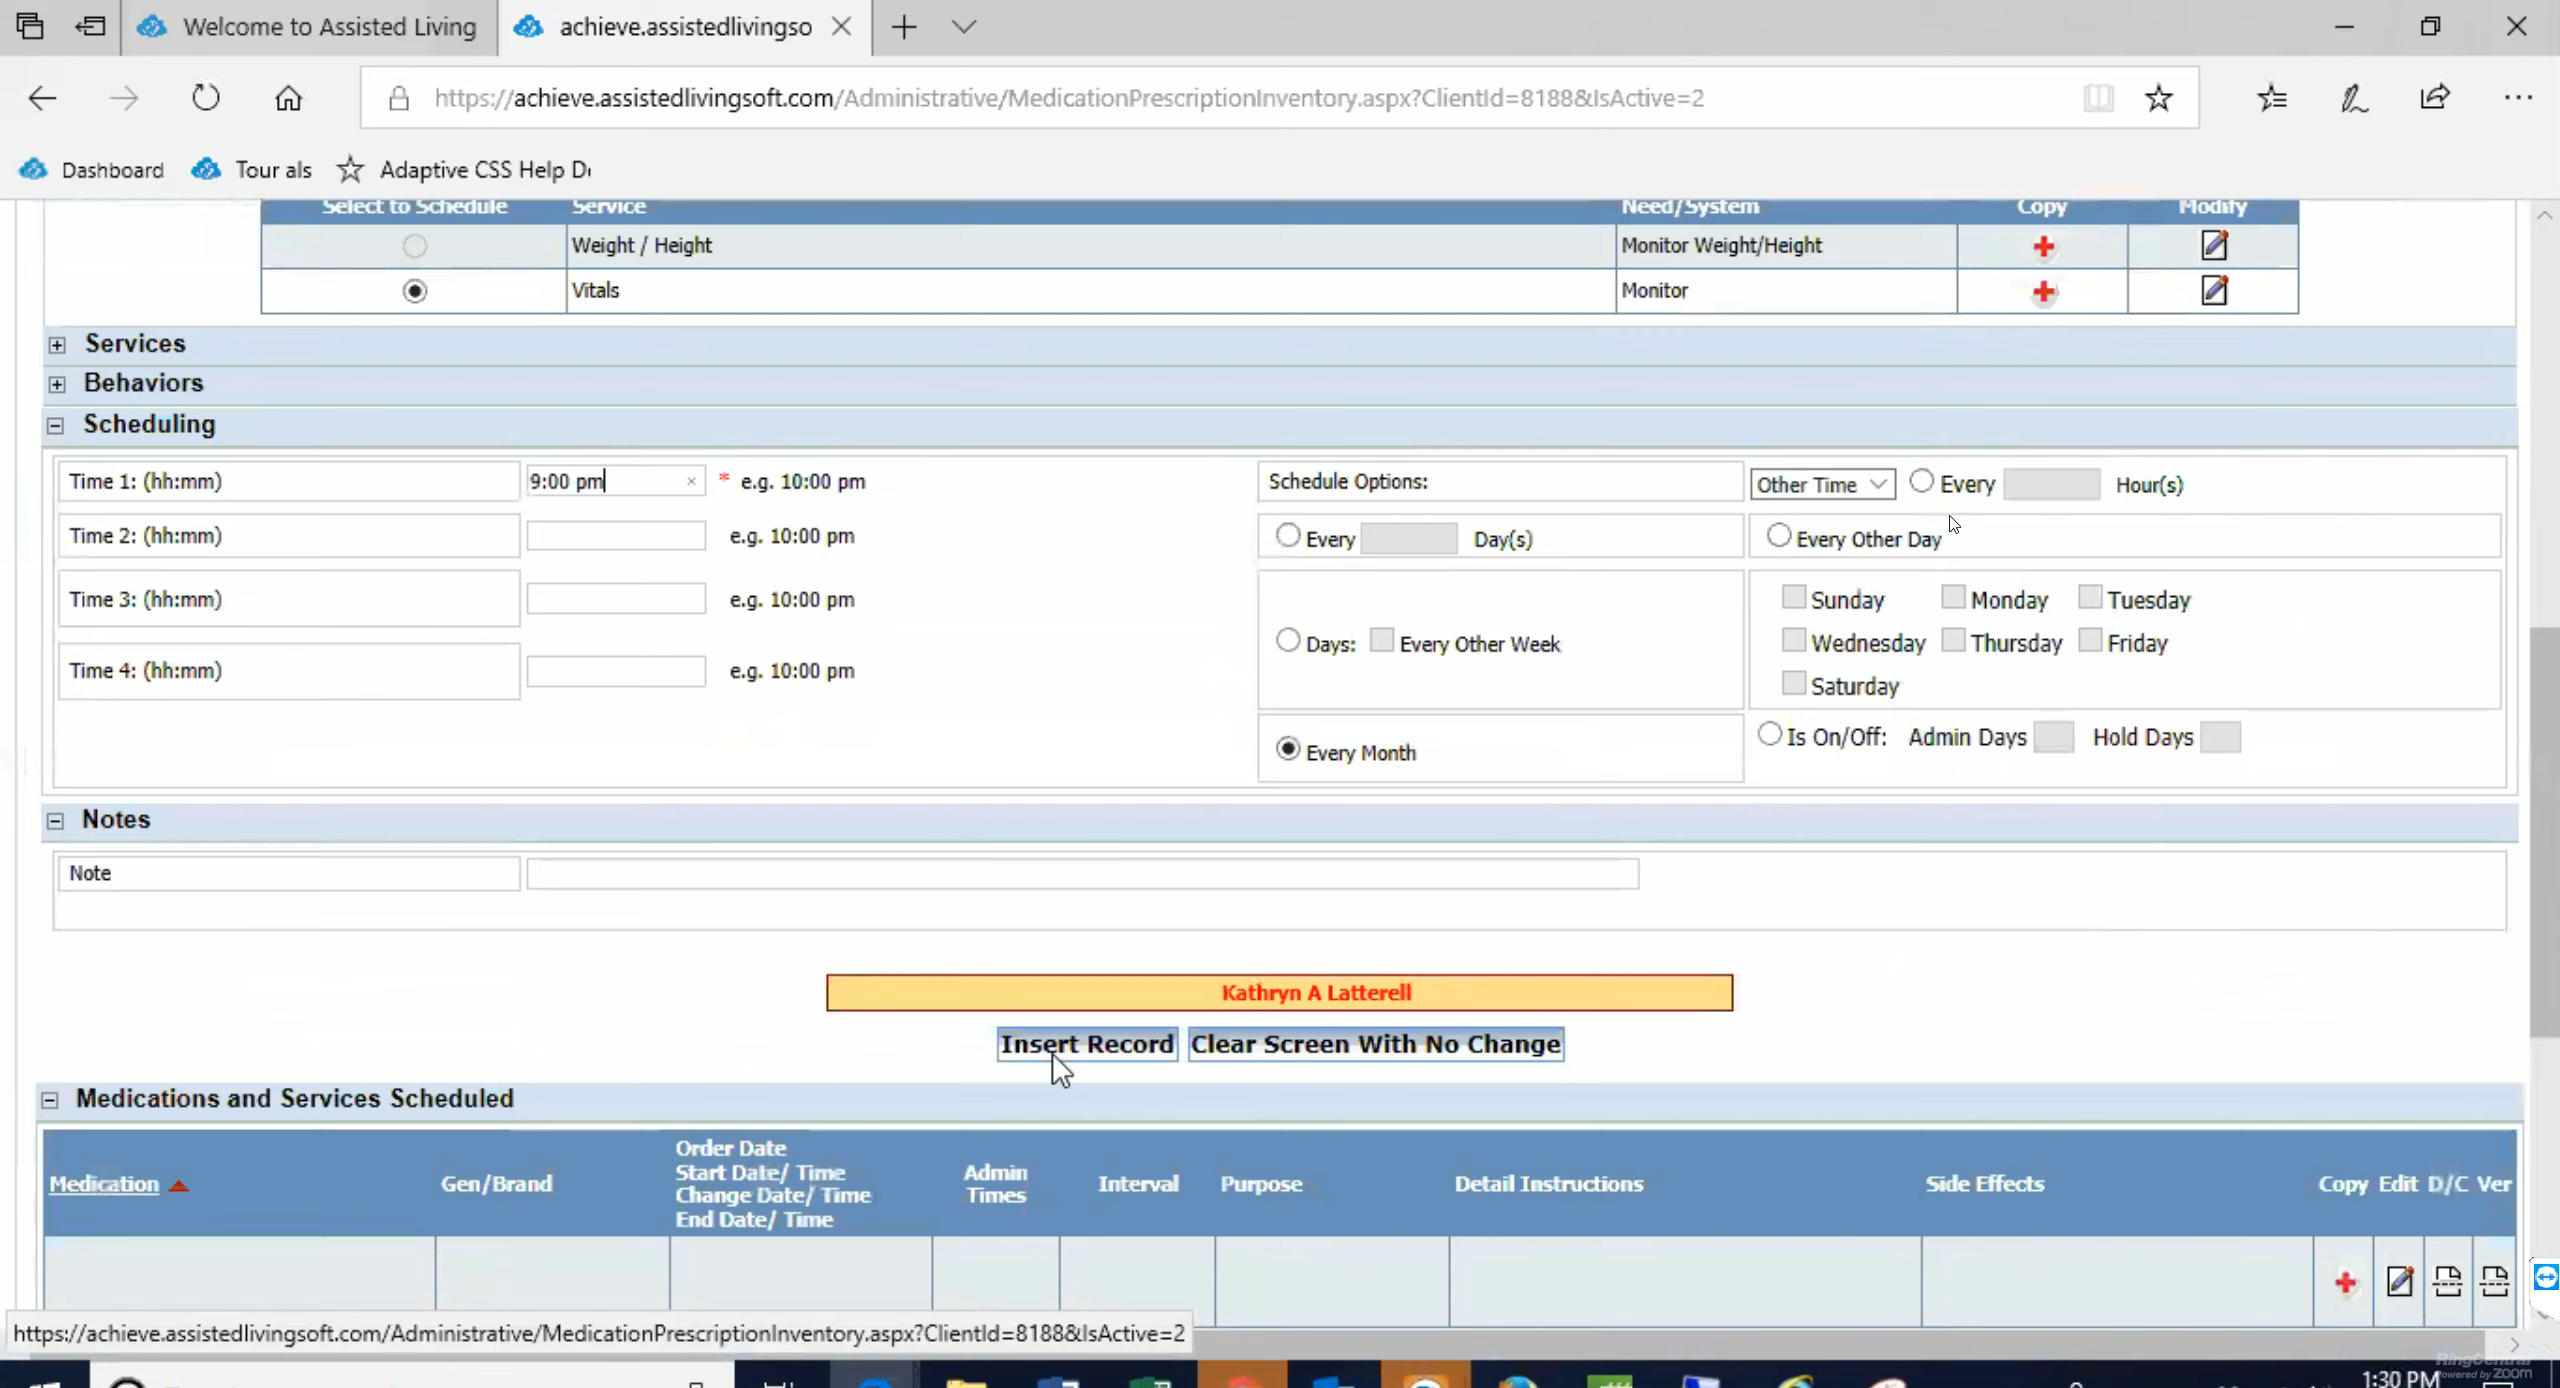 Welcome to Assisted Living
achieve.assistedlivingso
https://achieve.assistedlivingsoft.com/Administrative/MedicationPrescriptionInventory.aspx?ClientId=8188&IsActive=2
Dashboard Tour als Adaptive CSS Help De
Select to Schedule Service Need/System Copy Modify
Weight / Height Monitor Weight/Height
Vitals Monitor
Services
Behaviors
Scheduling
Time 1: (hh:mm) 9:00 pm * e.g. 10:00 pm Schedule Options: Other Time Every Hour(s)
Time 2: (hh:mm) e.g. 10:00 pm Every Day(s) Every Other Day
Time 3: (hh:mm) e.g. 10:00 pm Sunday Monday Tuesday
Days: Every Other Week Wednesday Thursday Friday
Time 4: (hh:mm) e.g. 10:00 pm Saturday
Every Month Is On/Off: Admin Days Hold Days
Notes
Note
Kathryn A Latterell
Insert Record Clear Screen With No Change
Medications and Services Scheduled
Medication Gen/Brand Order Date
Start Date/ Time
Change Date/ Time
End Date/ Time Admin
Times Interval Purpose Detail Instructions Side Effects Copy Edit D/C Ver
https://achieve.assistedlivingsoft.com/Administrative/MedicationPrescriptionInventory.aspx?ClientId=8188&IsActive=2
RingCentral
Powered by ZOOM
1:30 PM